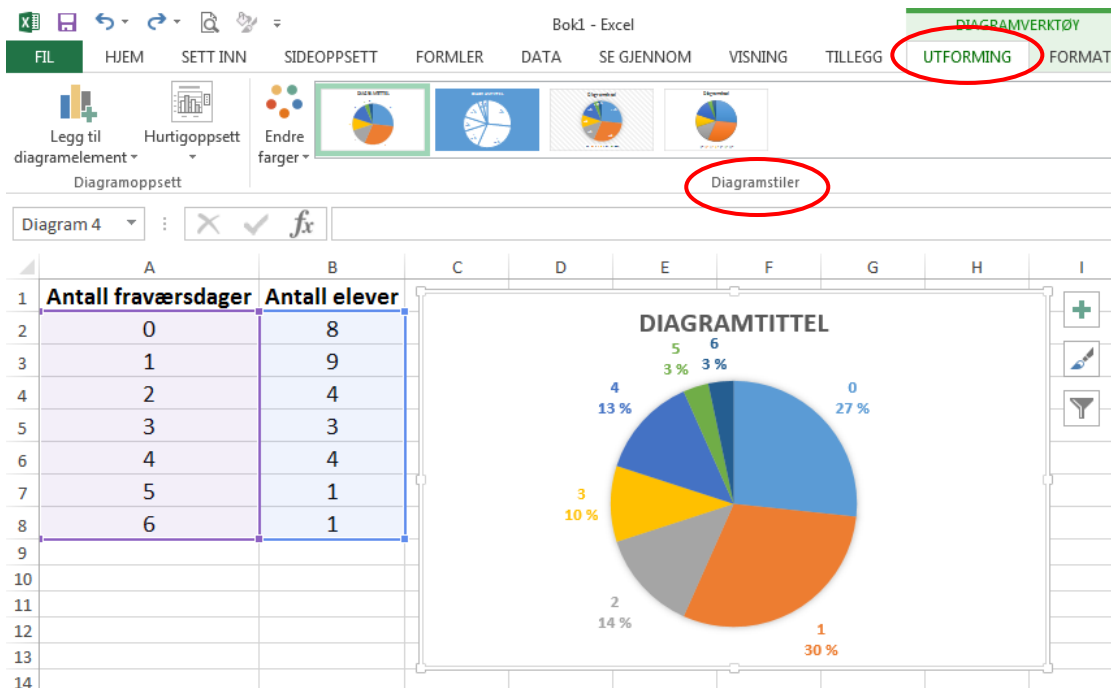 Bok1 - Excel
DIAGRAMVERKTØY
FIL HJEM SETT INN SIDEOPPSETT FORMLER DATA SE GJENNOM VISNING TILLEGG UTFORMING FORMAT
Legg til
diagramelement
Hurtigoppsett
Endre
farger
Diagramoppsett
Diagramstiler
Diagram 4
fx
A B C D E F G H I
1 Antall fraværsdager Antall elever
2 0 8
3 1 9
4 2 4
5 3 3
6 4 4
7 5 1
8 6 1
9
10
11
12
13
14
DIAGRAMTITTEL
5
3 %
6
3 %
4
13 %
0
27 %
3
10 %
2
14 %
1
30 %